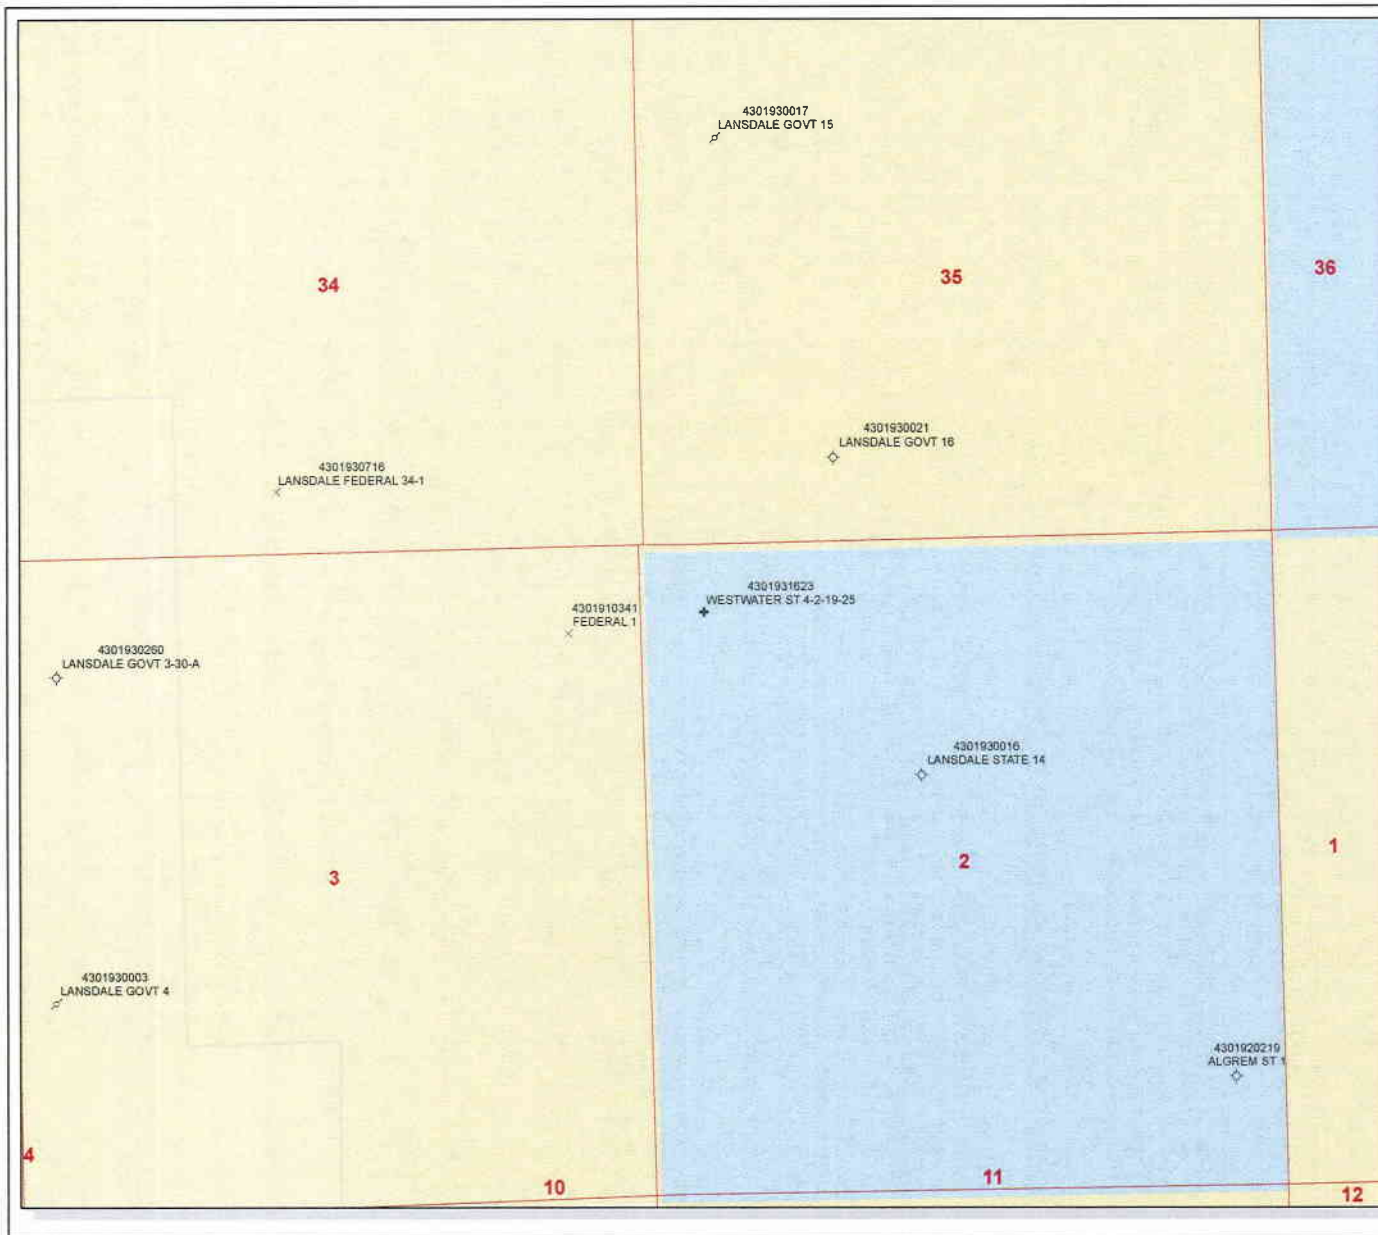 4301930017
LANSDALE GOVT 15
34
35
36
4301930021
LANSDALE GOVT 16
4301930716
LANSDALE FEDERAL 34-1
4301931623
WESTWATER ST 4-2-19-25
4301910341
FEDERAL 1
4301930260
LANSDALE GOVT 3-30-A
4301930016
LANSDALE STATE 14
3
2
1
4301930003
LANSDALE GOVT 4
4301920219
ALGREM ST 1
4
10
11
12